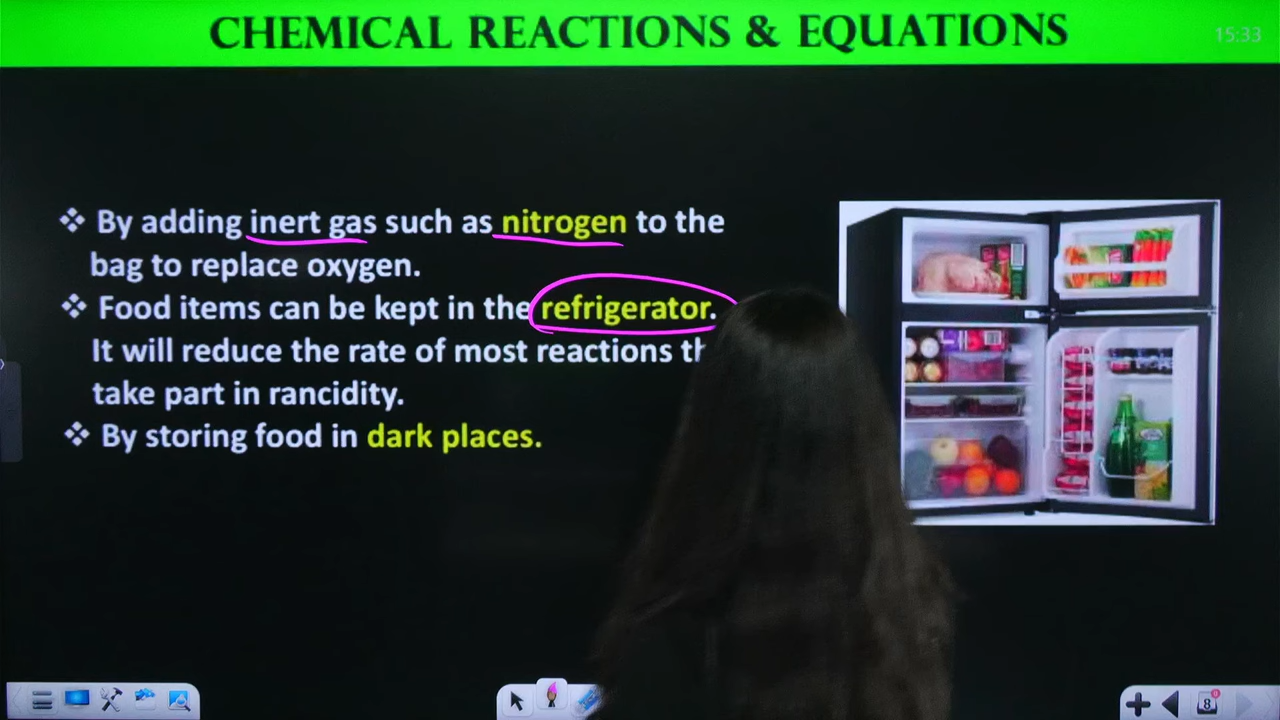 CHEMICAL REACTIONS & EQUATIONS
15:33
❖ By adding inert gas such as nitrogen to the
bag to replace oxygen.
❖ Food items can be kept in the refrigerator.
It will reduce the rate of most reactions
take part in rancidity.
❖ By storing food in dark places.
8